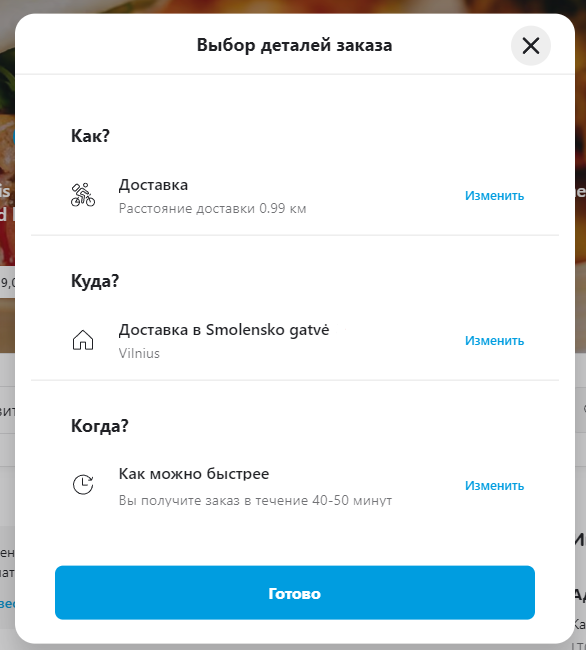 Выбор деталей заказа
Как?
Доставка
Расстояние доставки 0.99 км
Изменить
Куда?
Доставка в Smolensko gatvė
Vilnius
Изменить
Когда?
Как можно быстрее
Вы получите заказ в течение 40-50 минут
Изменить
Готово